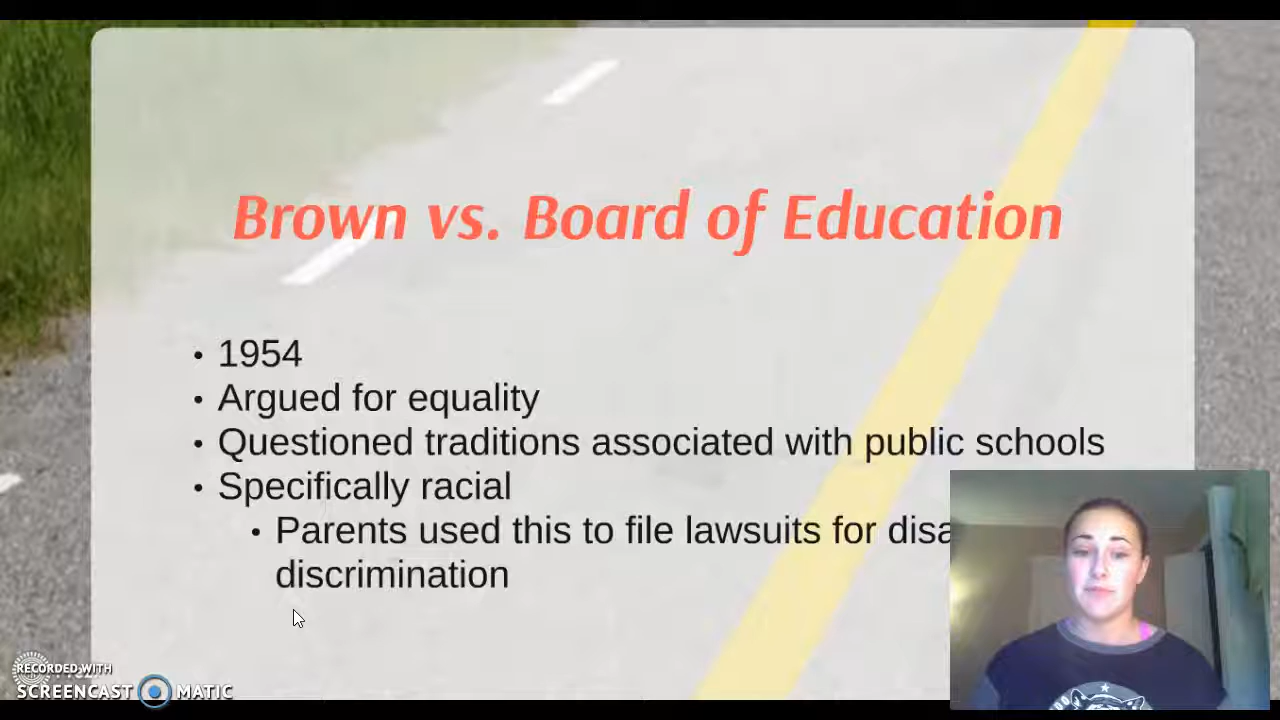 Brown vs. Board of Education
• 1954
• Argued for equality
• Questioned traditions associated with public schools
• Specifically racial
• Parents used this to file lawsuits for disa
discrimination
RECORDED WITH
SCREENCAST MATIC